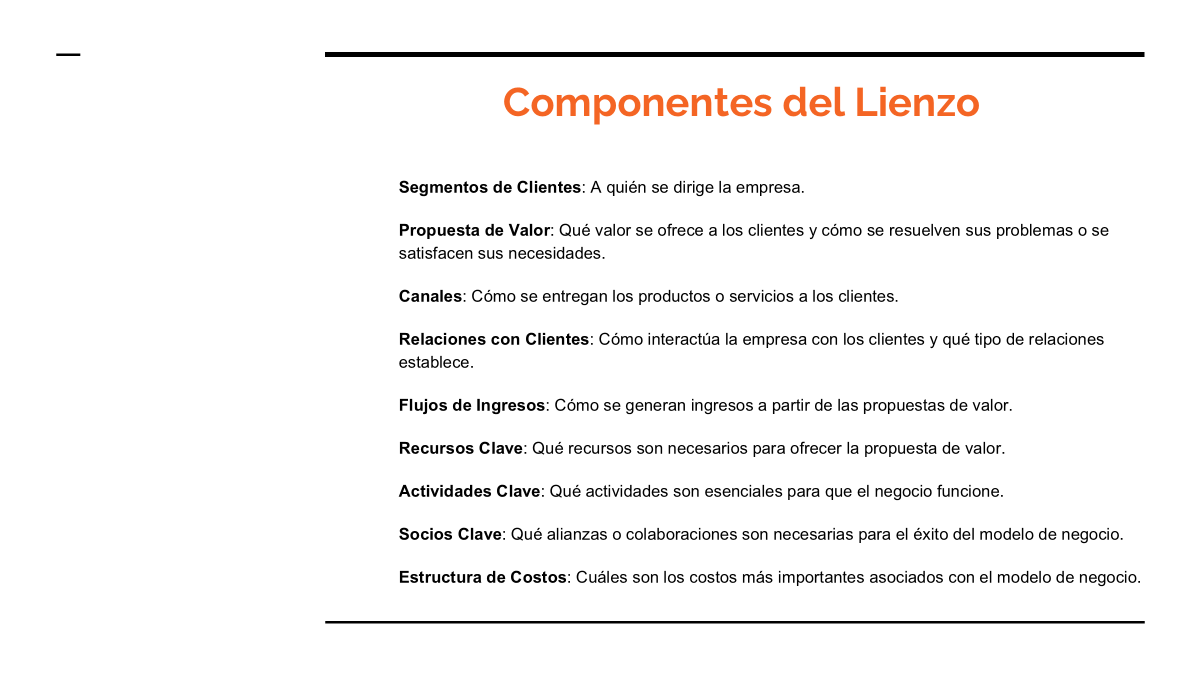 Componentes del Lienzo
Segmentos de Clientes: A quién se dirige la empresa.
Propuesta de Valor: Qué valor se ofrece a los clientes y cómo se resuelven sus problemas o se
satisfacen sus necesidades.
Canales: Cómo se entregan los productos o servicios a los clientes.
Relaciones con Clientes: Cómo interactúa la empresa con los clientes y qué tipo de relaciones
establece.
Flujos de Ingresos: Cómo se generan ingresos a partir de las propuestas de valor.
Recursos Clave: Qué recursos son necesarios para ofrecer la propuesta de valor.
Actividades Clave: Qué actividades son esenciales para que el negocio funcione.
Socios Clave: Qué alianzas o colaboraciones son necesarias para el éxito del modelo de negocio.
Estructura de Costos: Cuáles son los costos más importantes asociados con el modelo de negocio.